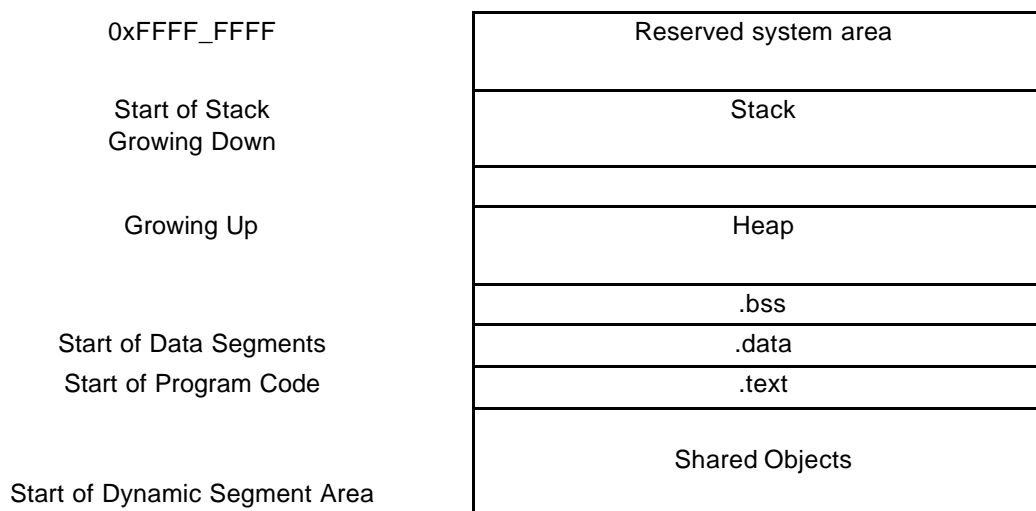 0xFFFF_FFFF
Reserved system area
Start of Stack
Growing Down
Stack
Growing Up
Heap
.bss
Start of Data Segments
.data
Start of Program Code
.text
Shared Objects
Start of Dynamic Segment Area